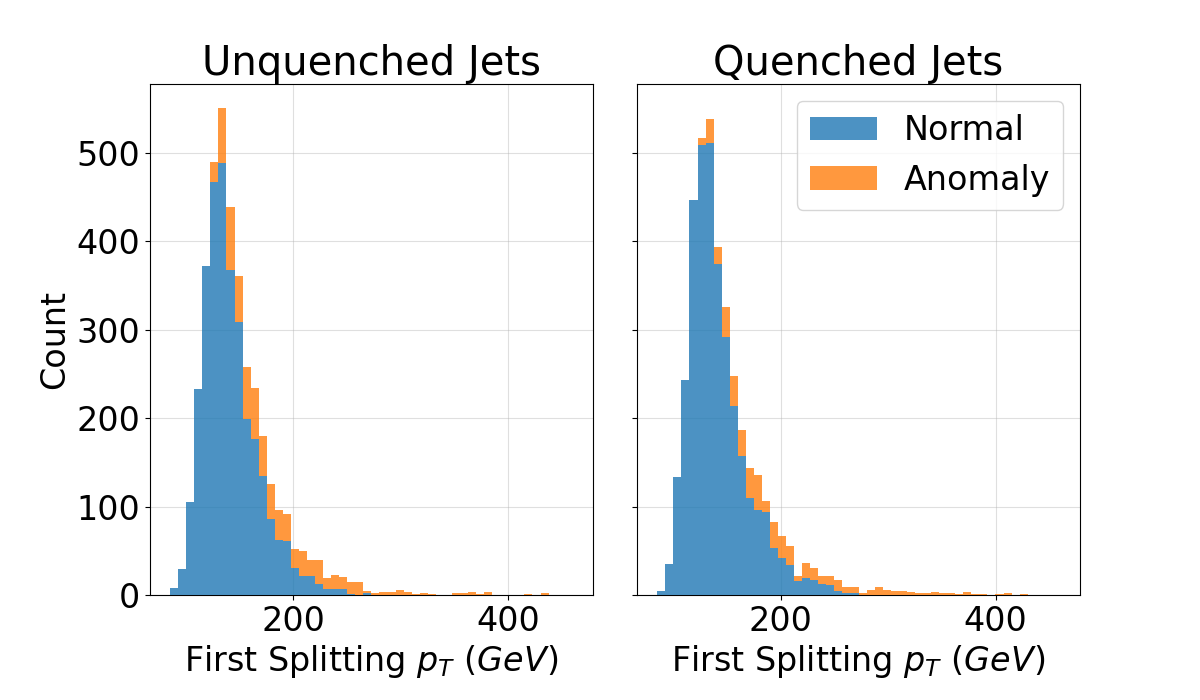 Unquenched Jets
Quenched Jets
Normal
Anomaly
Count
500
400
300
200
100
0
200
400
200
400
First Splitting p_T (GeV)
First Splitting p_T (GeV)